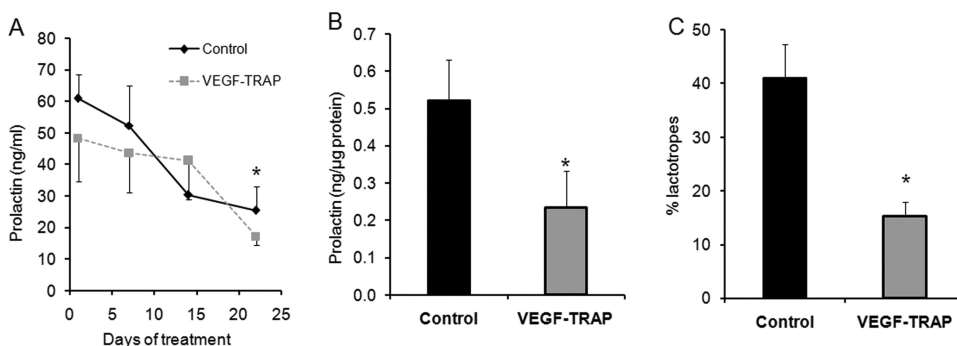 A
Prolactin (ng/ml)
80
70
60
50
40
30
20
10
0
Control
VEGF-TRAP
*
0 5 10 15 20 25
Days of treatment
B
Prolactin (ng/µg protein)
0.7
0.6
0.5
0.4
0.3
0.2
0.1
0.0
*
Control VEGF-TRAP
C
% lactotropes
50
40
30
20
10
0
*
Control VEGF-TRAP